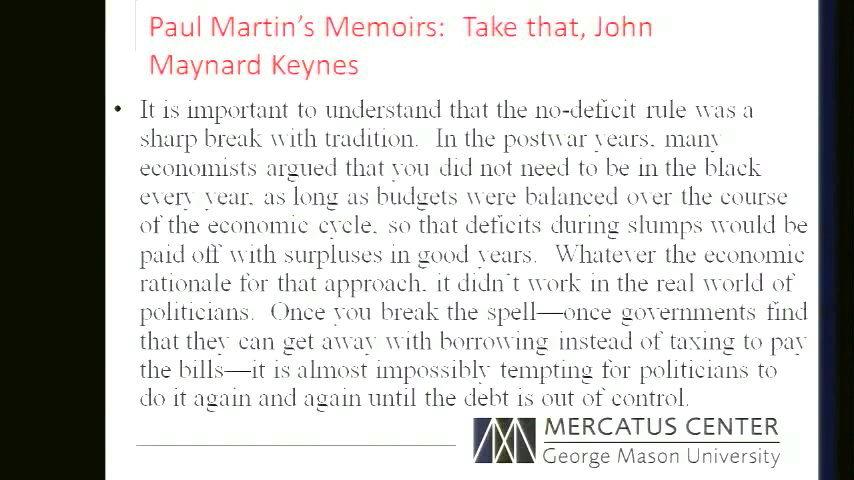 Paul Martin's Memoirs: Take that, John
Maynard Keynes
• It is important to understand that the no-deficit rule was a
sharp break with tradition. In the postwar years, many
economists argued that you did not need to be in the black
every year, as long as budgets were balanced over the course
of the economic cycle, so that deficits during slumps would be
paid off with surpluses in good years. Whatever the economic
rationale for that approach, it didn't work in the real world of
politicians. Once you break the spell—once governments find
that they can get away with borrowing instead of taxing to pay
the bills—it is almost impossibly tempting for politicians to
do it again and again until the debt is out of control.
MERCATUS CENTER
George Mason University